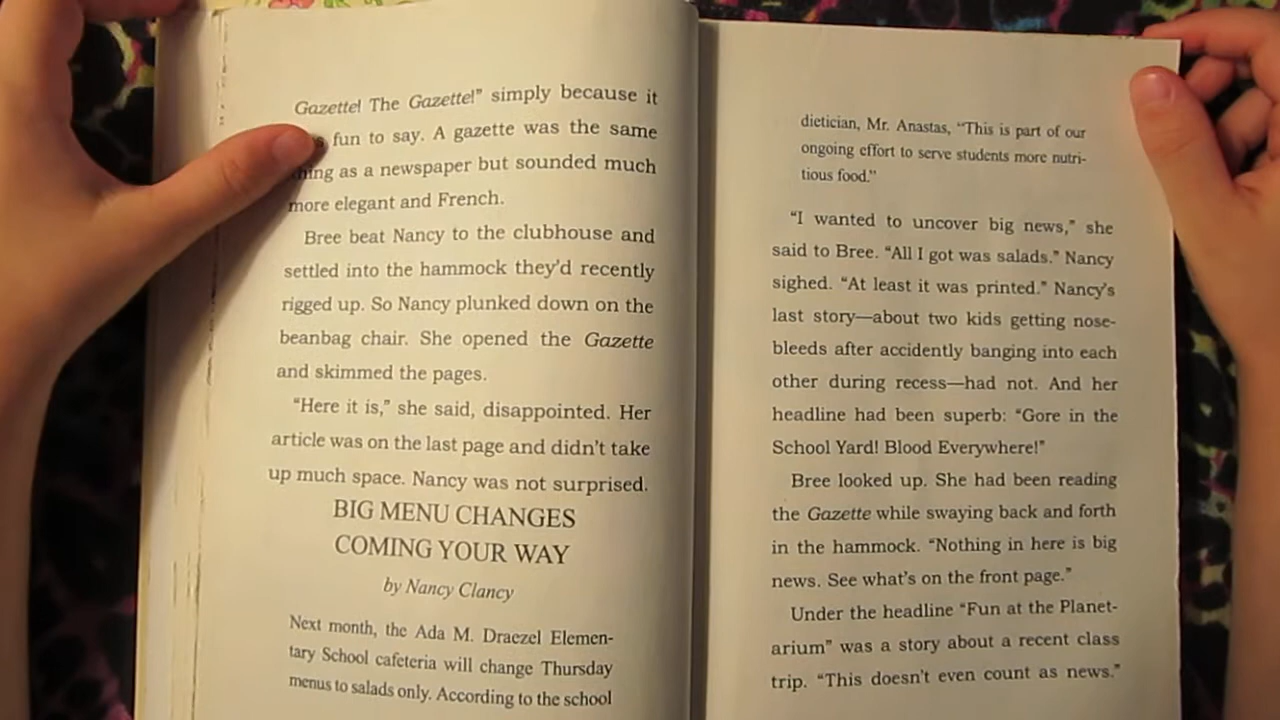 Gazette! The Gazette!” simply because it
fun to say. A gazette was the same
thing as a newspaper but sounded much
more elegant and French.
Bree beat Nancy to the clubhouse and
settled into the hammock they’d recently
rigged up. So Nancy plunked down on the
beanbag chair. She opened the Gazette
and skimmed the pages.
“Here it is,” she said, disappointed. Her
article was on the last page and didn’t take
up much space. Nancy was not surprised.
BIG MENU CHANGES
COMING YOUR WAY
by Nancy Clancy
Next month, the Ada M. Draezel Elemen-
tary School cafeteria will change Thursday
menus to salads only. According to the school
dietician, Mr. Anastas, “This is part of our
ongoing effort to serve students more nutri-
tious food.”
“I wanted to uncover big news,” she
said to Bree. “All I got was salads.” Nancy
sighed. “At least it was printed.” Nancy’s
last story—about two kids getting nose-
bleeds after accidently banging into each
other during recess—had not. And her
headline had been superb: “Gore in the
School Yard! Blood Everywhere!”
Bree looked up. She had been reading
the Gazette while swaying back and forth
in the hammock. “Nothing in here is big
news. See what’s on the front page.”
Under the headline “Fun at the Planet-
arium” was a story about a recent class
trip. “This doesn’t even count as news.”